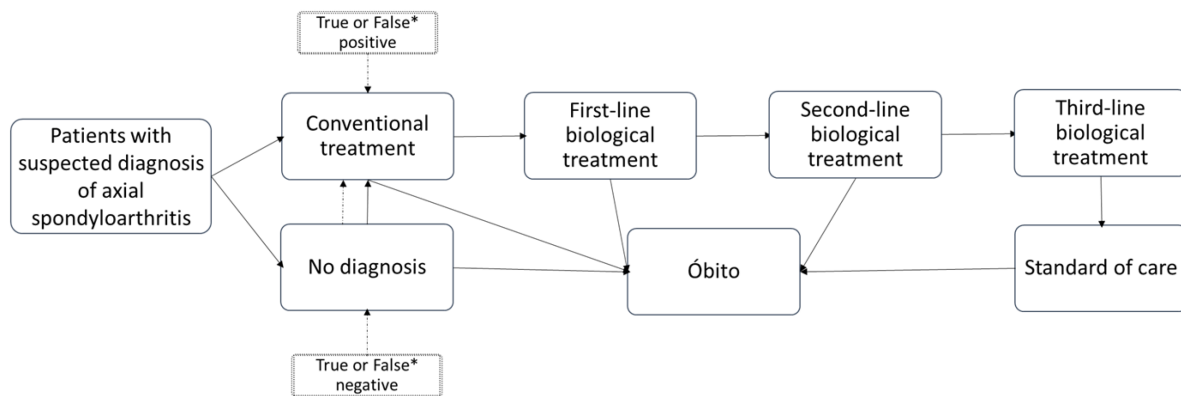 True or False*
positive
Patients with
suspected diagnosis
of axial
spondyloarthritis
Conventional
treatment
First-line
biological
treatment
Second-line
biological
treatment
Third-line
biological
treatment
No diagnosis
Óbito
Standard of care
True or False*
negative